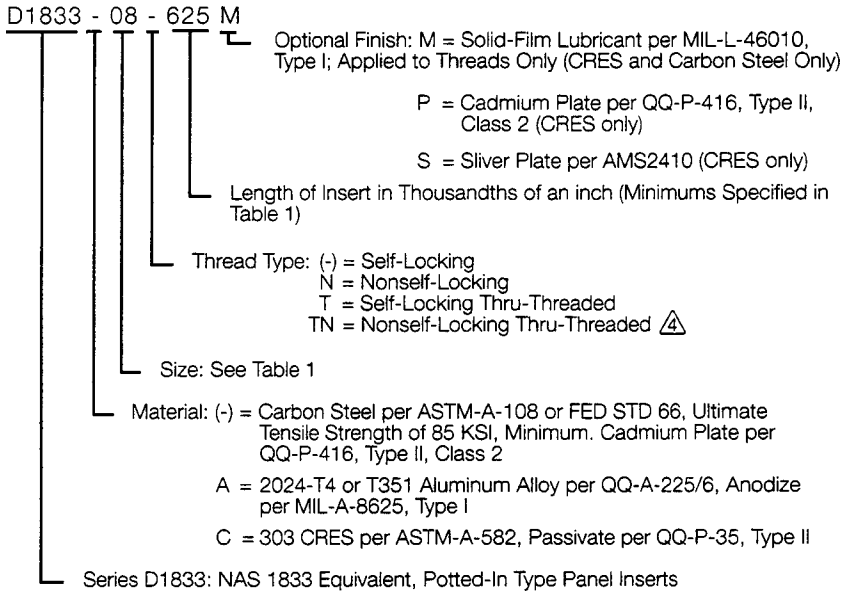 D1833 - 08 - 625 M
Optional Finish: M = Solid-Film Lubricant per MIL-L-46010,
Type I; Applied to Threads Only (CRES and Carbon Steel Only)
P = Cadmium Plate per QQ-P-416, Type II,
Class 2 (CRES only)
S = Sliver Plate per AMS2410 (CRES only)
Length of Insert in Thousandths of an inch (Minimums Specified in
Table 1)
Thread Type: (-) = Self-Locking
N = Nonself-Locking
T = Self-Locking Thru-Threaded
TN = Nonself-Locking Thru-Threaded 4
Size: See Table 1
Material: (-) = Carbon Steel per ASTM-A-108 or FED STD 66, Ultimate
Tensile Strength of 85 KSI, Minimum. Cadmium Plate per
QQ-P-416, Type II, Class 2
A = 2024-T4 or T351 Aluminum Alloy per QQ-A-225/6, Anodize
per MIL-A-8625, Type I
C = 303 CRES per ASTM-A-582, Passivate per QQ-P-35, Type II
Series D1833: NAS 1833 Equivalent, Potted-In Type Panel Inserts